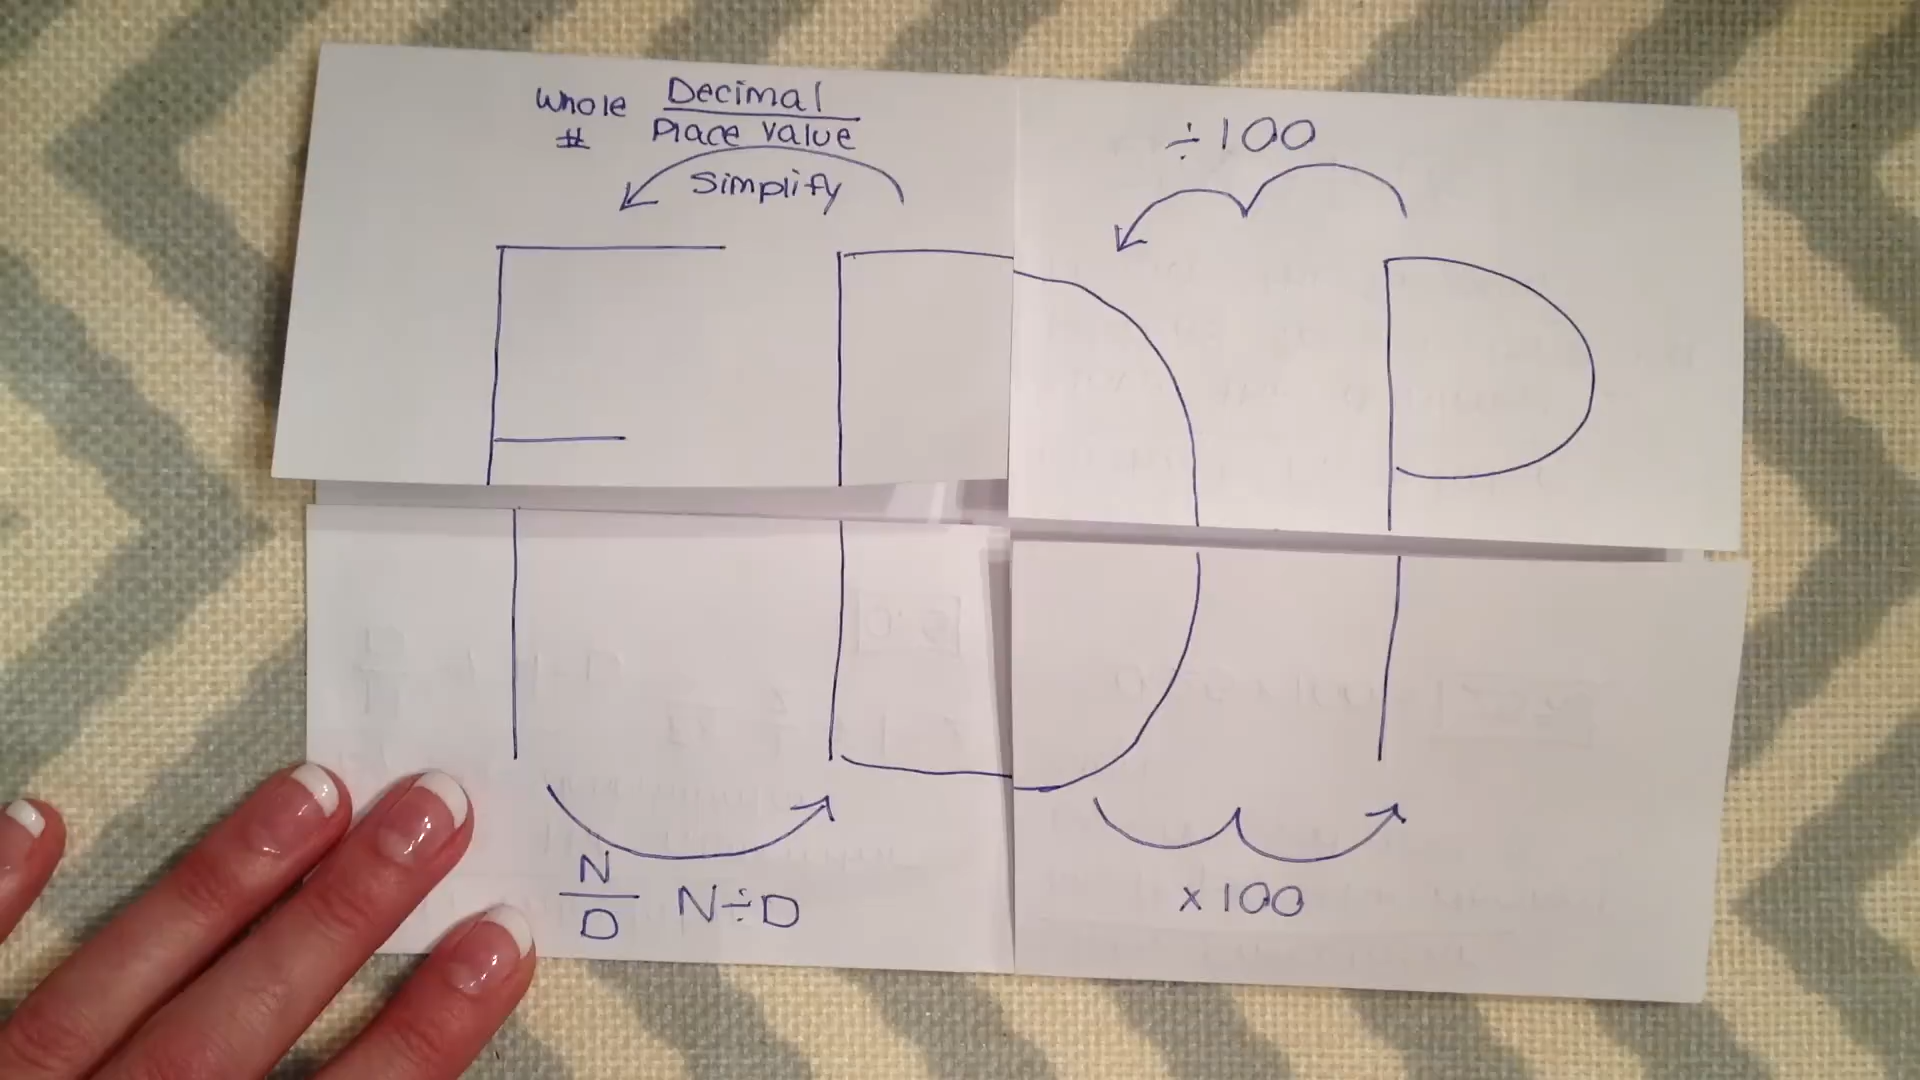 Whole # Decimal
Place Value
Simplify
÷100
F D P
N
D
N÷D
x100